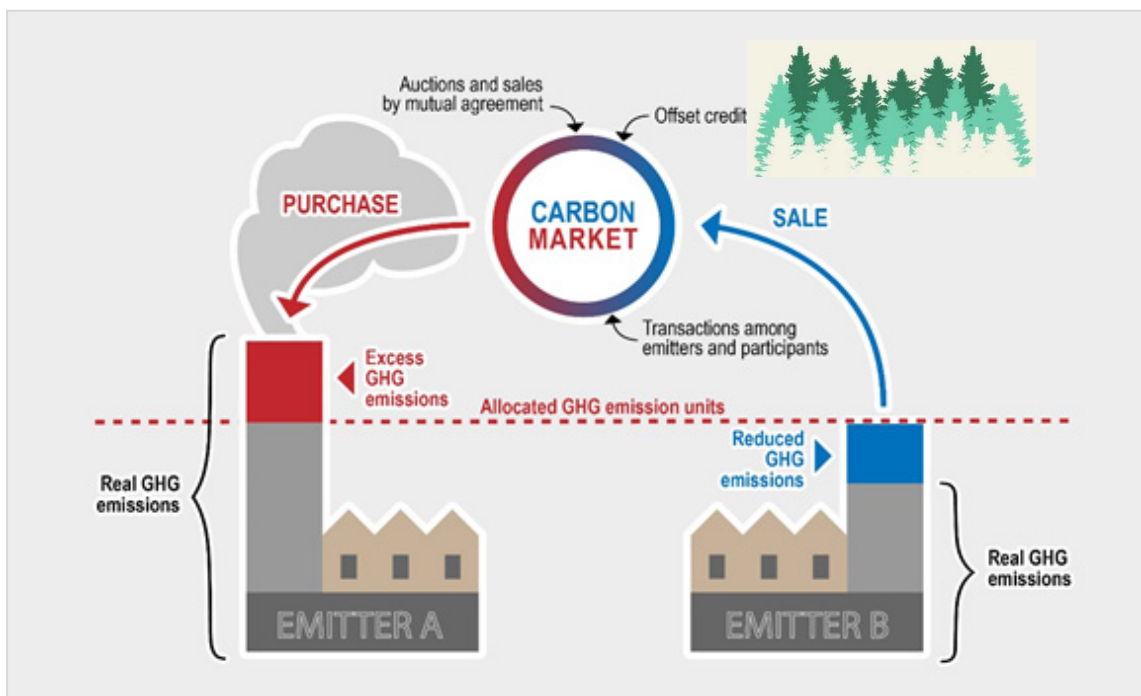 Auctions and sales
by mutual agreement
Offset credit
PURCHASE
CARBON
MARKET
SALE
Transactions among
emitters and participants
Excess
GHG
emissions
Allocated GHG emission units
Reduced
GHG
emissions
Real GHG
emissions
Real GHG
emissions
EMITTER A
EMITTER B